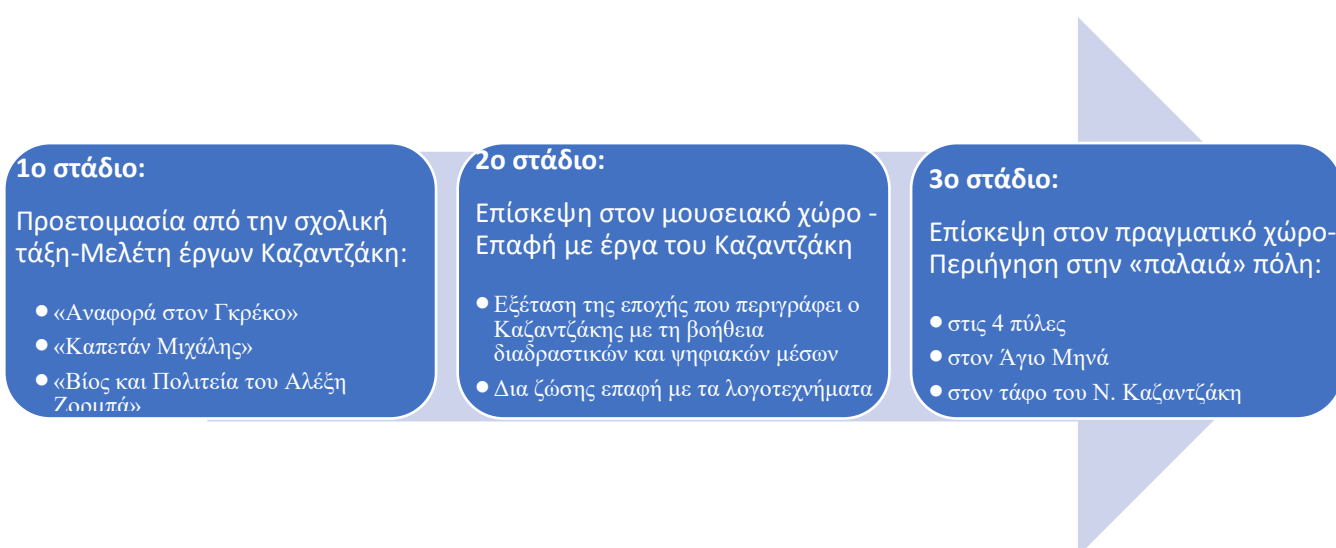 1ο στάδιο:
Προετοιμασία από την σχολική
τάξη-Μελέτη έργων Καζαντζάκη:
• «Αναφορά στον Γκρέκο»
• «Καπετάν Μιχάλης»
• «Βίος και Πολιτεία του Αλέξη
Ζορμπά»
2ο στάδιο:
Επίσκεψη στον μουσειακό χώρο -
Επαφή με έργα του Καζαντζάκη
• Εξέταση της εποχής που περιγράφει ο
Καζαντζάκης με τη βοήθεια
διαδραστικών και ψηφιακών μέσων
• Δια ζώσης επαφή με τα λογοτεχνήματα
3ο στάδιο:
Επίσκεψη στον πραγματικό χώρο-
Περιήγηση στην «παλαιά» πόλη:
• στις 4 πύλες
• στον Άγιο Μηνά
• στον τάφο του Ν. Καζαντζάκη